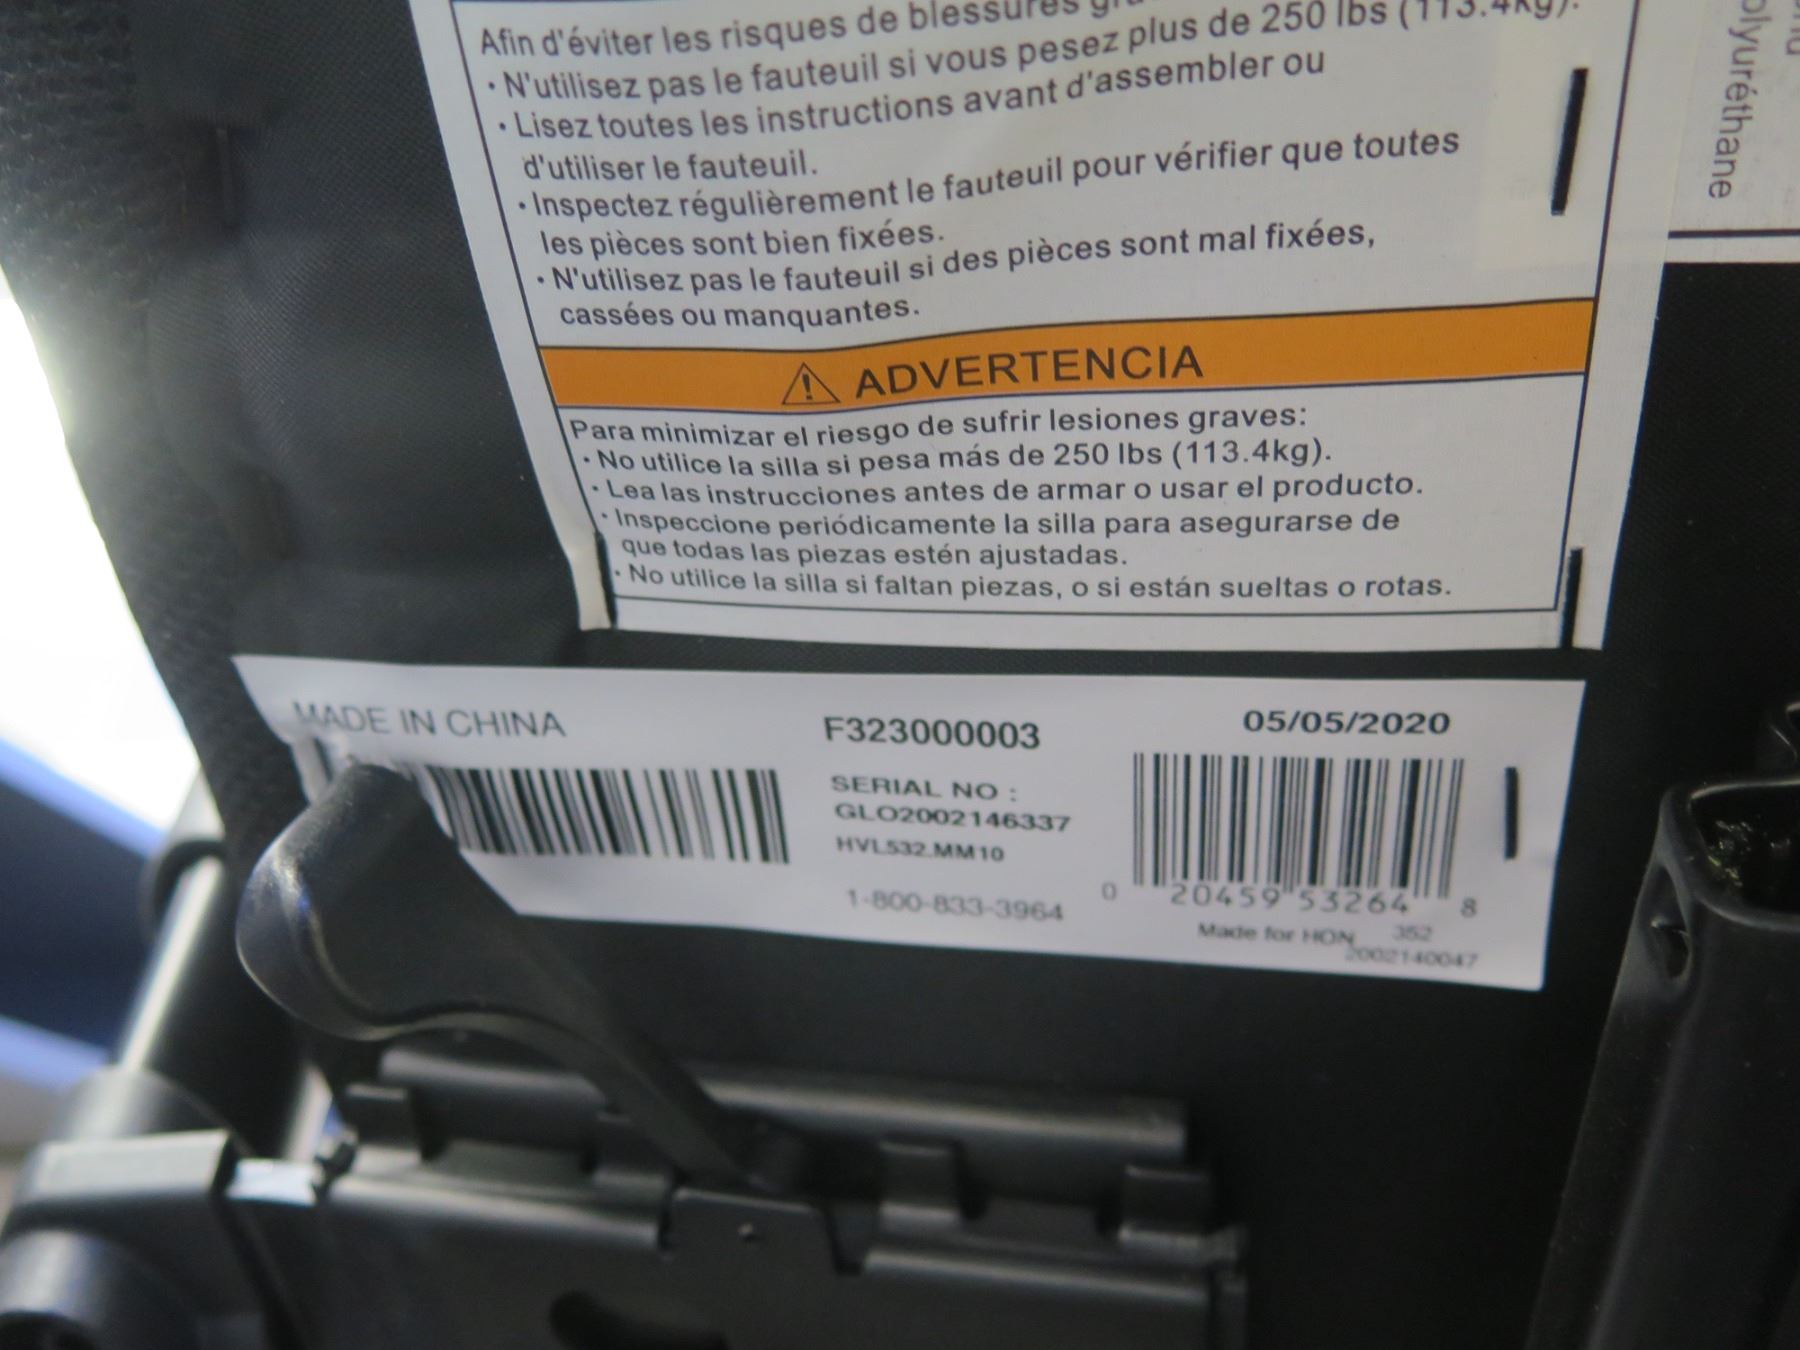 Afin d'éviter les risques de blessures
· N'utilisez pas le fauteuil si vous pesez plus de 250 lbs (113.4kg).
· Lisez toutes les instructions avant d'assembler ou
d'utiliser le fauteuil.
· Inspectez régulièrement le fauteuil pour vérifier que toutes
les pièces sont bien fixées.
· N'utilisez pas le fauteuil si des pièces sont mal fixées,
cassées ou manquantes.
⚠ ADVERTENCIA
Para minimizar el riesgo de sufrir lesiones graves:
· No utilice la silla si pesa más de 250 lbs (113.4kg).
· Lea las instrucciones antes de armar o usar el producto.
· Inspeccione periódicamente la silla para asegurarse de
que todas las piezas estén ajustadas.
· No utilice la silla si faltan piezas, o si están sueltas o rotas.
olyuréthane
MADE IN CHINA
F323000003
SERIAL NO :
GLO2002146337
HVL532.MM10
1-800-833-3964
05/05/2020
0 20459 53264 8
Made for HON 352
2002140047